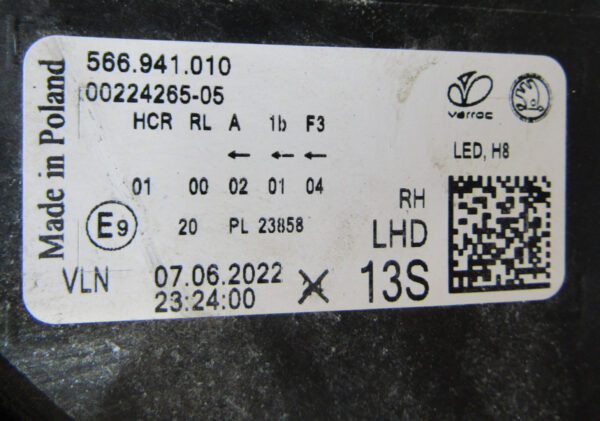 Made in Poland
566.941.010
00224265-05
HCR RL A 1b F3
← ← ←
01 00 02 01 04
E9
20 PL 23858
VLN 07.06.2022
23:24:00
varroc
LED, H8
RH
LHD
13S